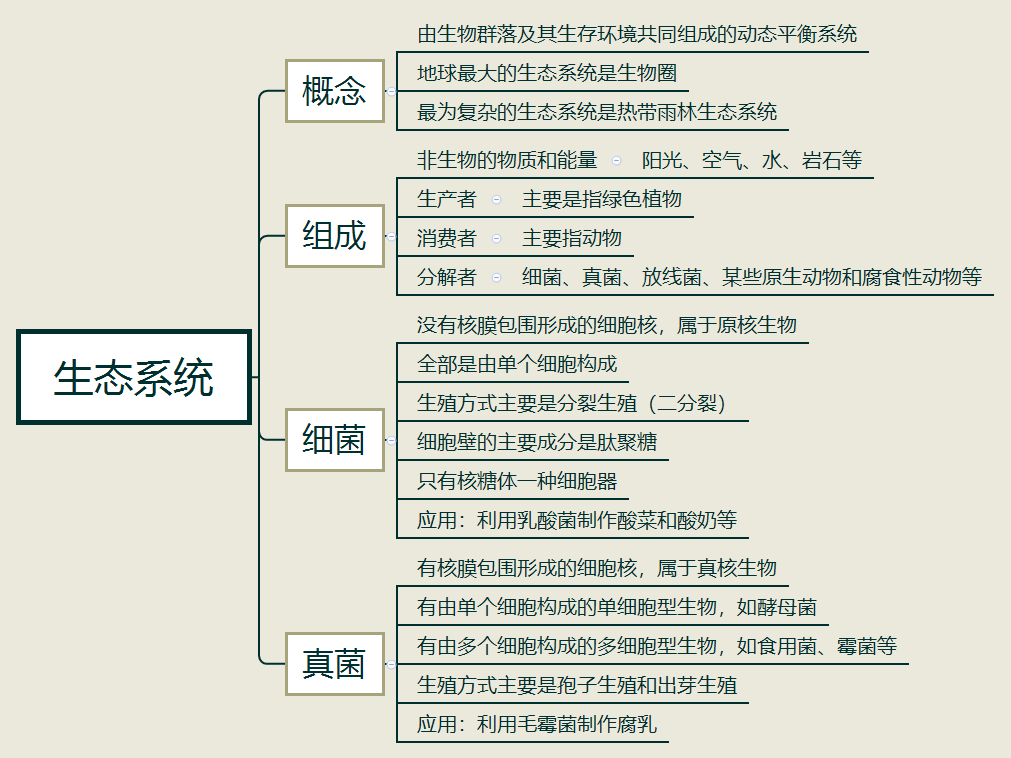 生态系统
概念
由生物群落及其生存环境共同组成的动态平衡系统
地球最大的生态系统是生物圈
最为复杂的生态系统是热带雨林生态系统
组成
非生物的物质和能量 阳光、空气、水、岩石等
生产者 主要是指绿色植物
消费者 主要指动物
分解者 细菌、真菌、放线菌、某些原生动物和腐食性动物等
细菌
没有核膜包围形成的细胞核，属于原核生物
全部是由单个细胞构成
生殖方式主要是分裂生殖（二分裂）
细胞壁的主要成分是肽聚糖
只有核糖体一种细胞器
应用：利用乳酸菌制作酸菜和酸奶等
真菌
有核膜包围形成的细胞核，属于真核生物
有由单个细胞构成的单细胞型生物，如酵母菌
有由多个细胞构成的多细胞型生物，如食用菌、霉菌等
生殖方式主要是孢子生殖和出芽生殖
应用：利用毛霉菌制作腐乳